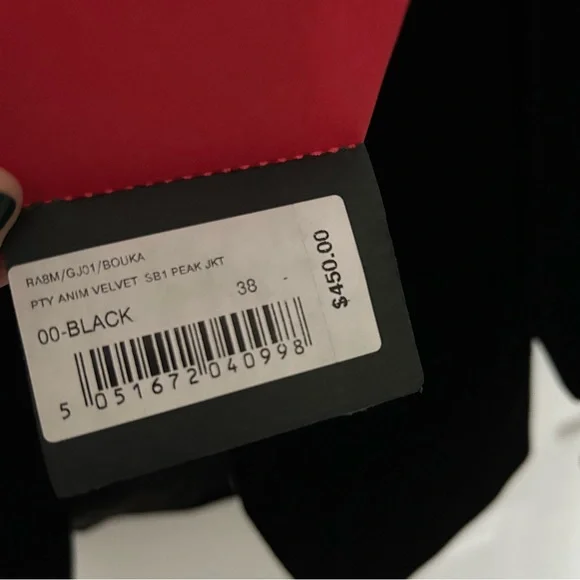 RA8M/GJ01/BOUKA
PTY ANIM VELVET SB1 PEAK JKT
38 -
00-BLACK
5 051672 040998
$450.00